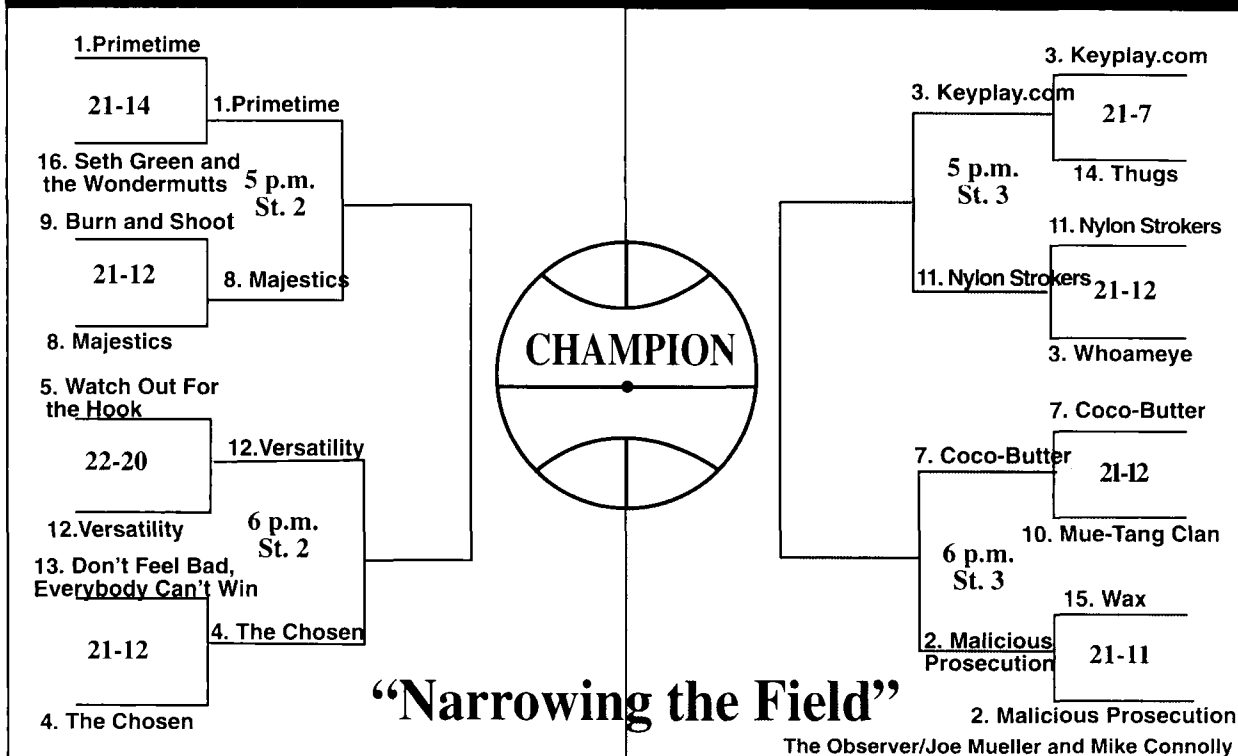 1.Primetime
21-14
1.Primetime
16. Seth Green and
the Wondermutts
5 p.m.
St. 2
9. Burn and Shoot
21-12
8. Majestics
8. Majestics
5. Watch Out For
the Hook
22-20
12.Versatility
12.Versatility
6 p.m.
St. 2
13. Don't Feel Bad,
Everybody Can't Win
21-12
4. The Chosen
4. The Chosen
CHAMPION
3. Keyplay.com
3. Keyplay.com
21-7
5 p.m.
St. 3
14. Thugs
11. Nylon Strokers
11. Nylon Strokers
21-12
3. Whoameye
7. Coco-Butter
7. Coco-Butter
21-12
10. Mue-Tang Clan
6 p.m.
St. 3
15. Wax
2. Malicious
Prosecution
21-11
2. Malicious Prosecution
“Narrowing the Field”
The Observer/Joe Mueller and Mike Connolly